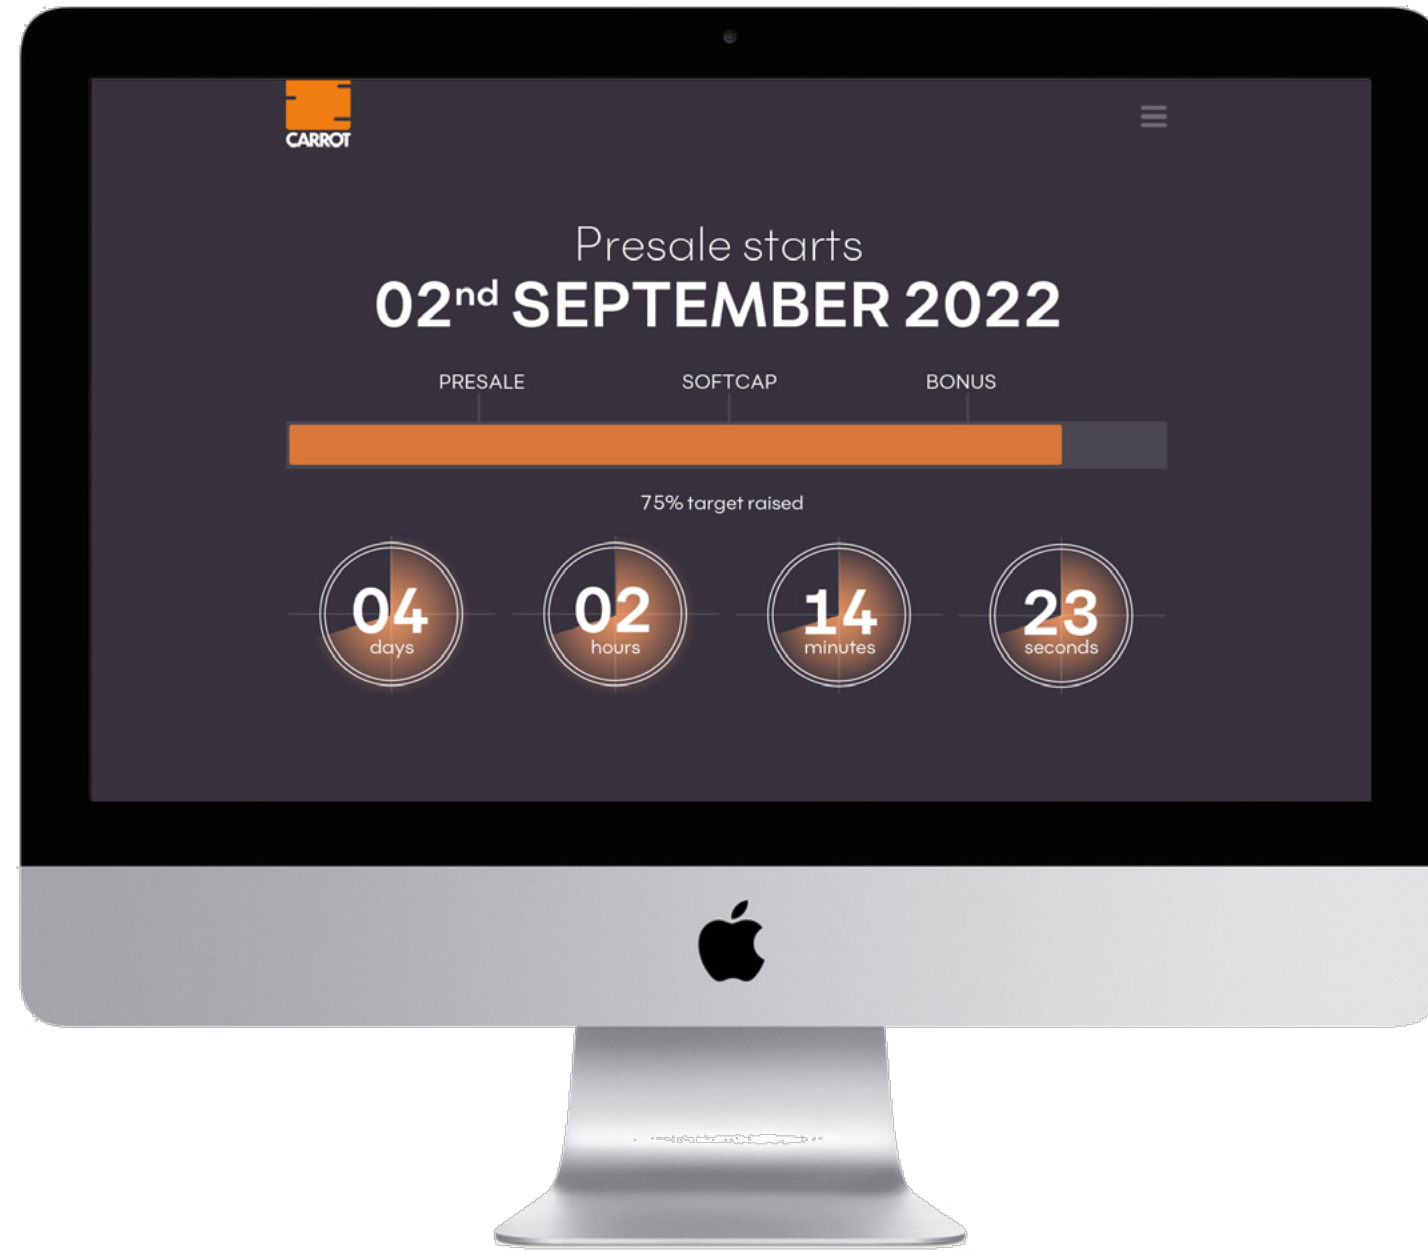 CARROT
Presale starts
02nd SEPTEMBER 2022
PRESALE SOFTCAP BONUS
75% target raised
04 02 14 23
days hours minutes seconds